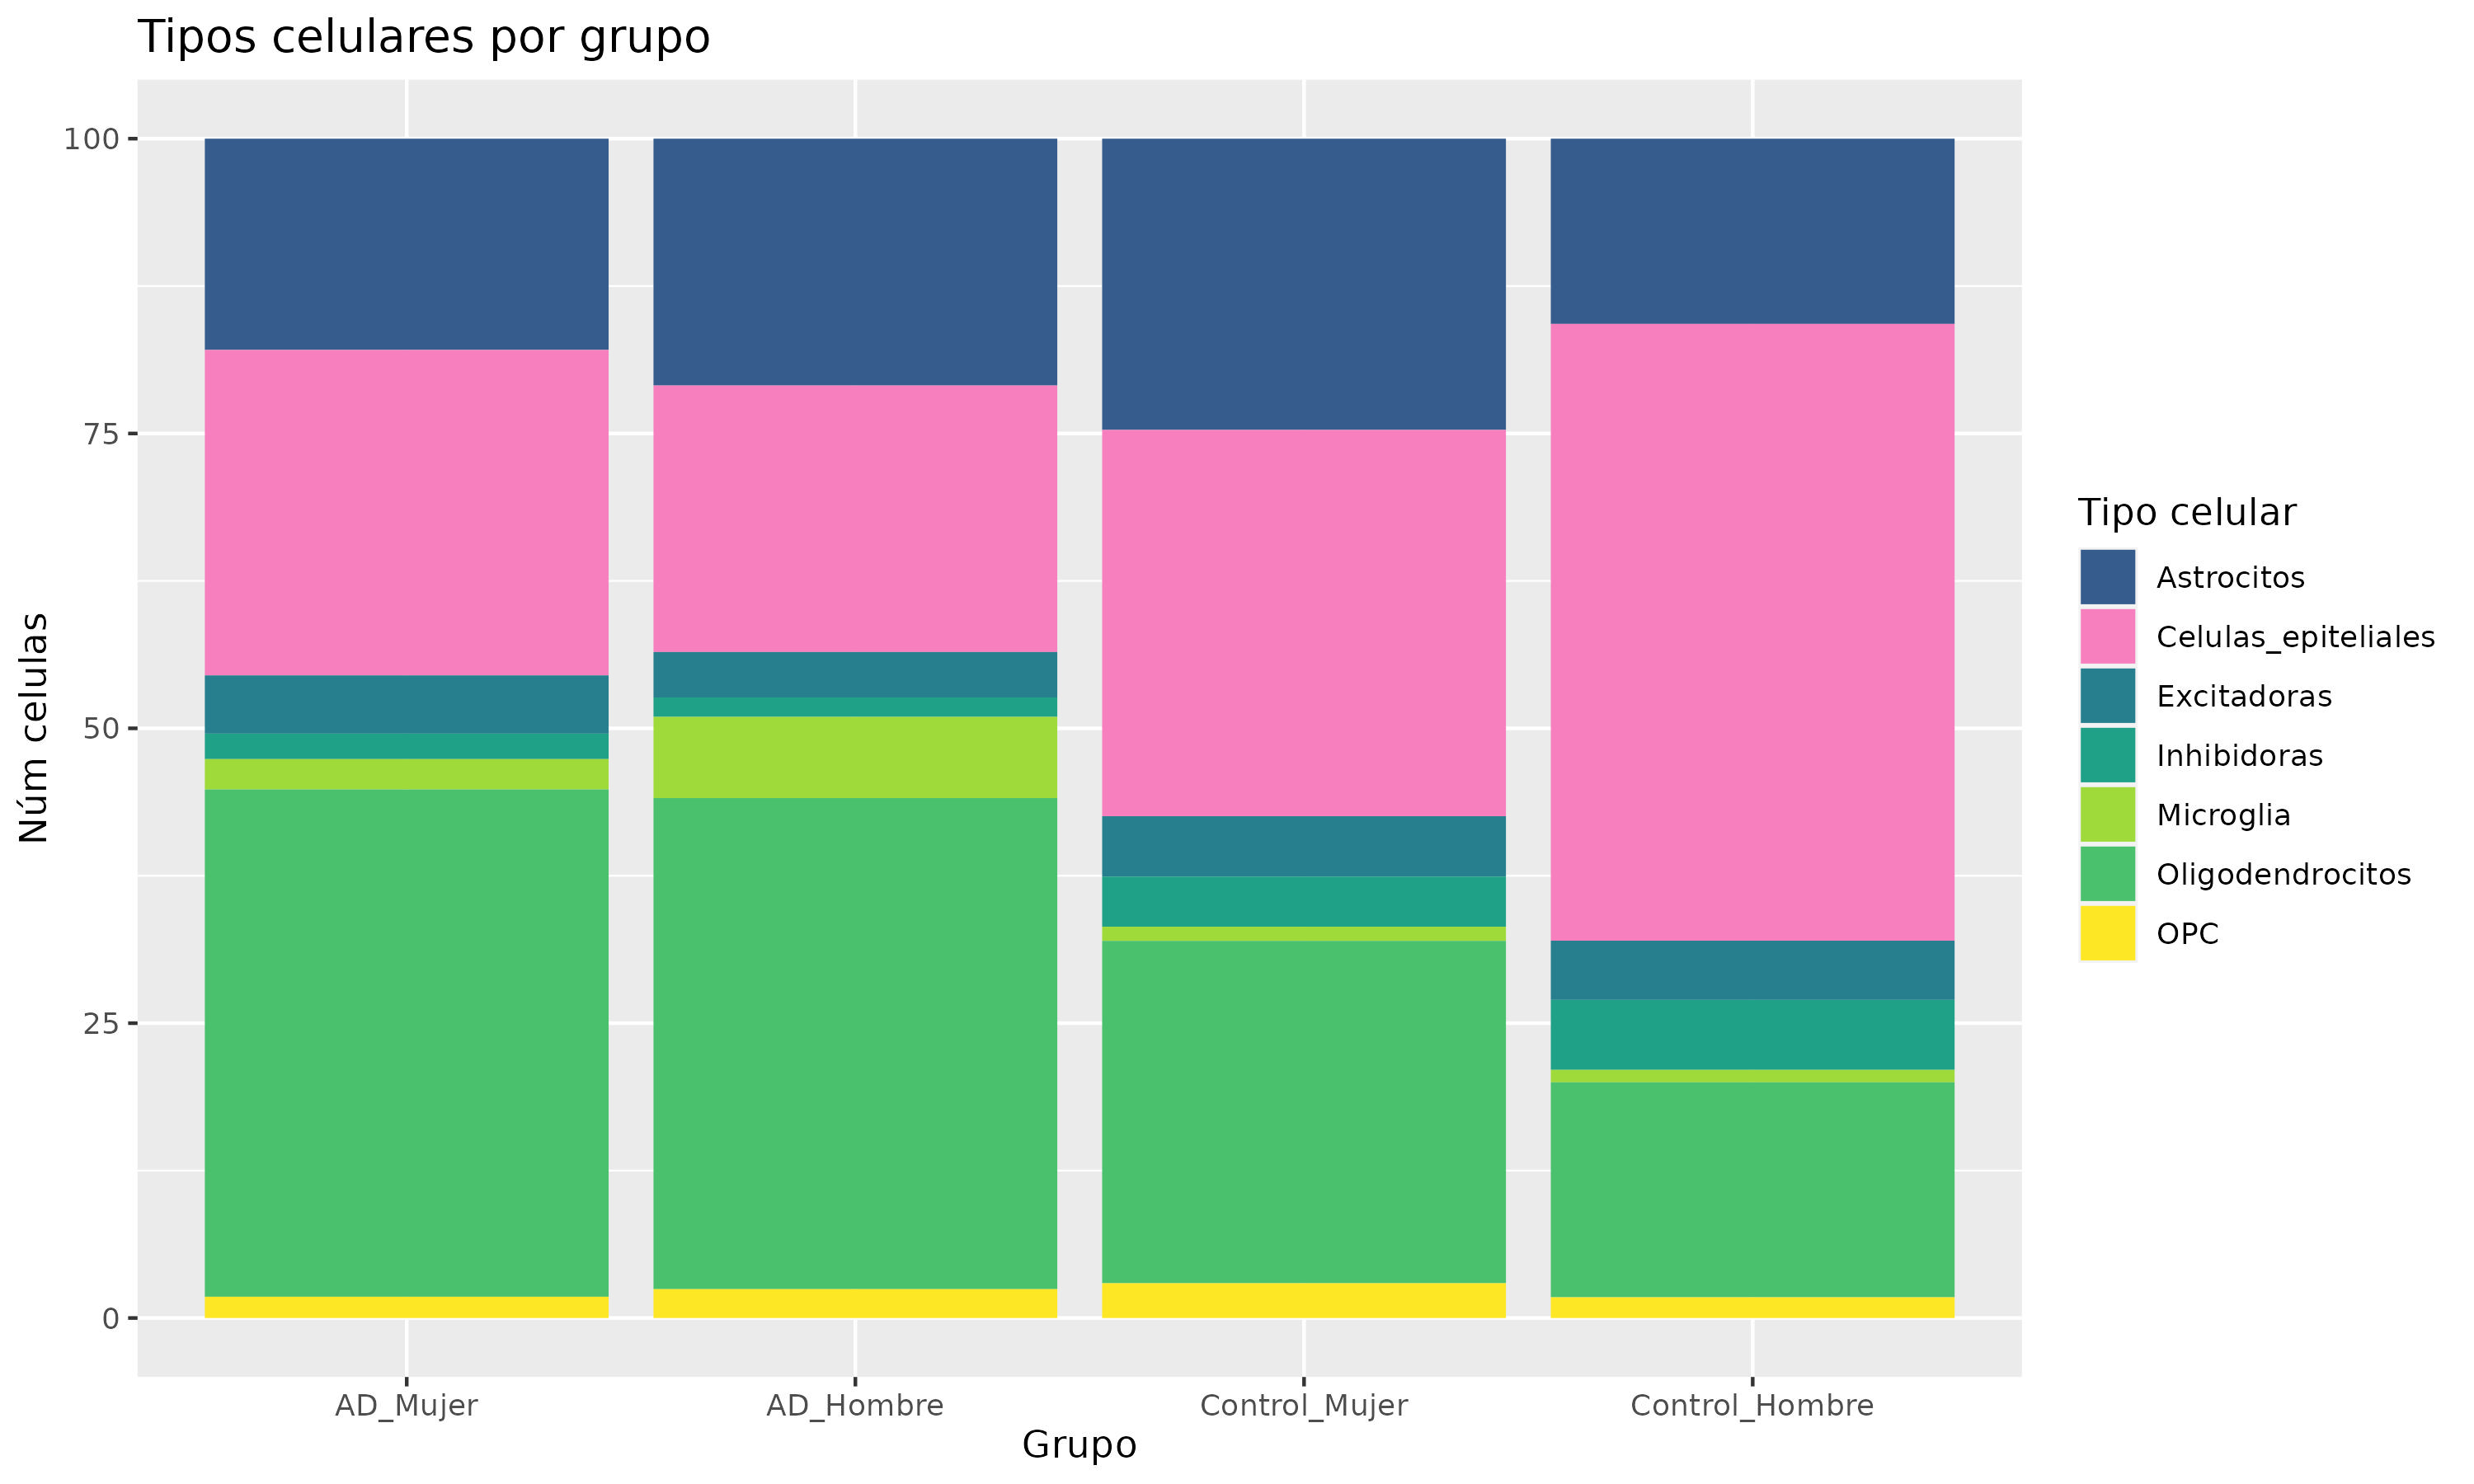 Tipos celulares por grupo
Núm celulas
100
75
50
25
0
AD_Mujer
AD_Hombre
Control_Mujer
Control_Hombre
Grupo
Tipo celular
Astrocitos
Celulas_epiteliales
Excitadoras
Inhibidoras
Microglia
Oligodendrocitos
OPC